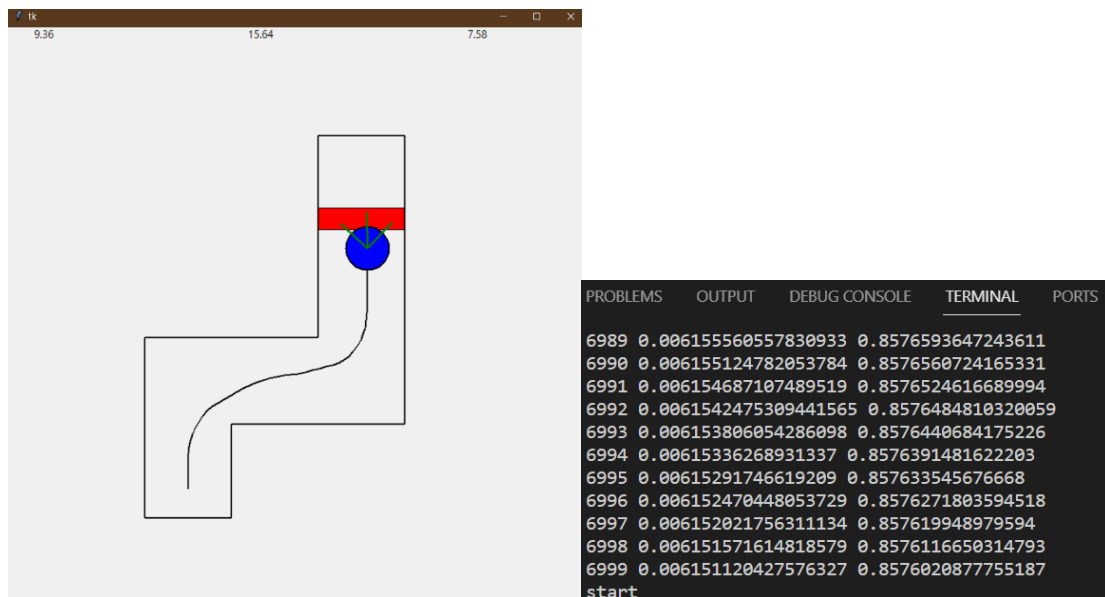 tk
9.36 15.64 7.58
PROBLEMS OUTPUT DEBUG CONSOLE TERMINAL PORTS
6989 0.006155560557830933 0.8576593647243611
6990 0.006155124782053784 0.8576560724165331
6991 0.006154687107489519 0.8576524616689994
6992 0.0061542475309441565 0.8576484810320059
6993 0.006153806054286098 0.8576440684175226
6994 0.00615336268931337 0.8576391481622203
6995 0.00615291746619209 0.857633545676668
6996 0.006152470448053729 0.8576271803594518
6997 0.006152021756311134 0.857619948979594
6998 0.006151571614818579 0.8576116650314793
6999 0.006151120427576327 0.8576020877755187
start